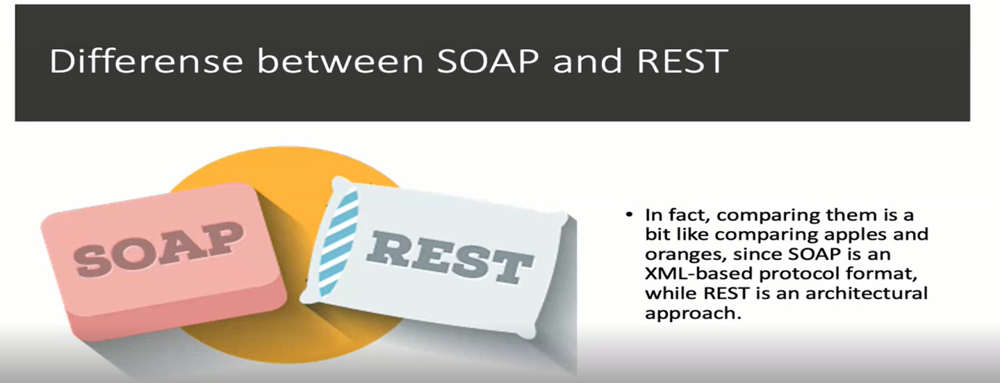 Differense between SOAP and REST
SOAP
REST
• In fact, comparing them is a
bit like comparing apples and
oranges, since SOAP is an
XML-based protocol format,
while REST is an architectural
approach.